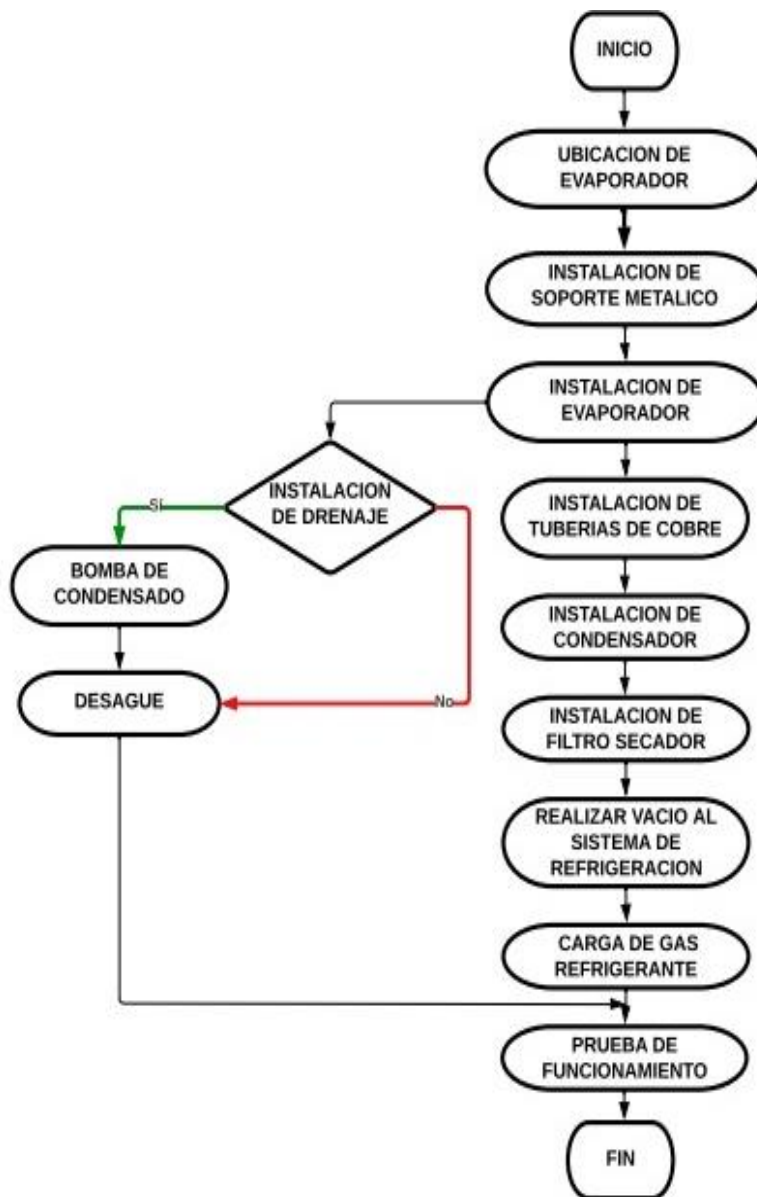 INICIO
UBICACION DE
EVAPORADOR
INSTALACION DE
SOPORTE METALICO
INSTALACION DE
EVAPORADOR
INSTALACION
DE DRENAJE
Si
No
BOMBA DE
CONDENSADO
DESAGUE
INSTALACION DE
TUBERIAS DE COBRE
INSTALACION DE
CONDENSADOR
INSTALACION DE
FILTRO SECADOR
REALIZAR VACIO AL
SISTEMA DE
REFRIGERACION
CARGA DE GAS
REFRIGERANTE
PRUEBA DE
FUNCIONAMIENTO
FIN